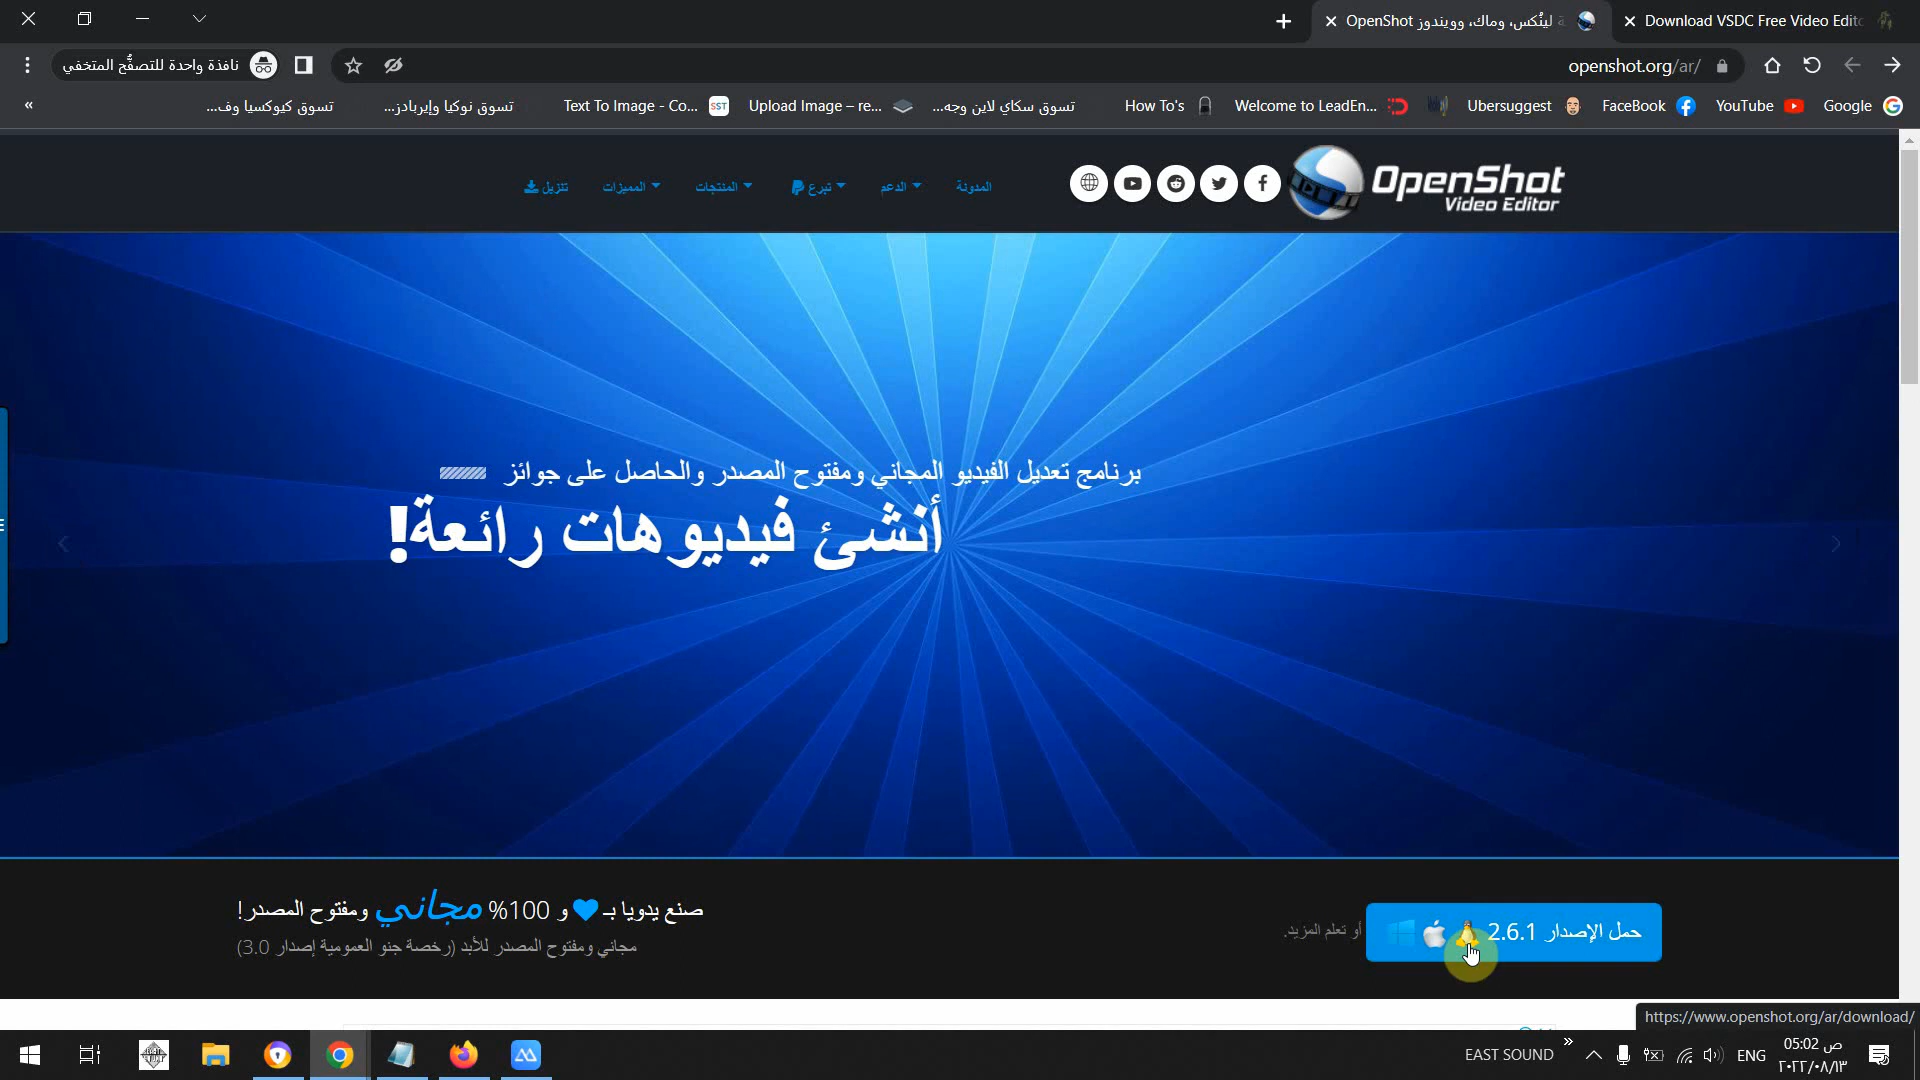 OpenShot لينُكس، وماك، وويندوز
Download VSDC Free Video Edit
openshot.org/ar/
نافذة واحدة للتصفُّح المتخفي
Google
YouTube
FaceBook
Ubersuggest
Welcome to LeadEn...
How To's
تسوق سكاي لاين وجه...
Upload Image – re...
Text To Image - Co...
SST
تسوق نوكيا وإيربادز...
تسوق كيوكسيا وف...
»
OpenShot
Video Editor
المدونة
الدعم
تبرع
المنتجات
المميزات
تنزيل
برنامج تعديل الفيديو المجاني ومفتوح المصدر والحاصل على جوائز
أنشئ فيديوهات رائعة!
حمل الإصدار 2.6.1
أو تعلم المزيد.
صنع يدويا بـ و 100% مجاني ومفتوح المصدر!
مجاني ومفتوح المصدر للأبد (رخصة جنو العمومية إصدار 3.0)
https://www.openshot.org/ar/download/
EAST SOUND
»
ENG
05:02 ص
٢٠٢٢/٠٨/١٣